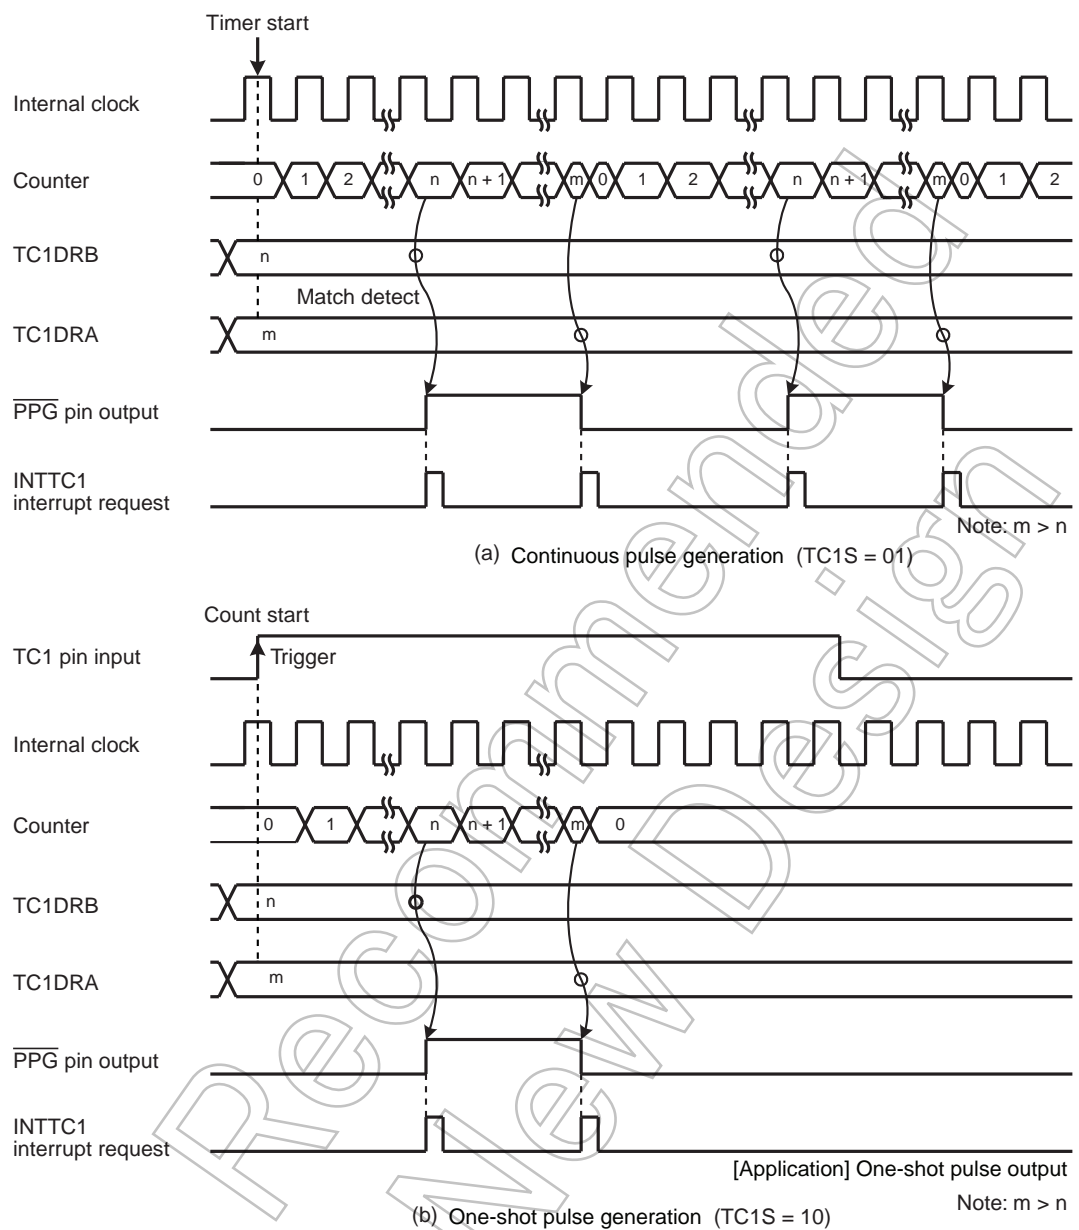 Timer start
Internal clock
Counter 0 1 2 n n + 1 m 0 1 2 n n + 1 m 0 1 2
TC1DRB n
Match detect
TC1DRA m
PPG pin output
INTTC1
interrupt request
Note: m > n
(a) Continuous pulse generation (TC1S = 01)
Count start
TC1 pin input Trigger
Internal clock
Counter 0 1 n n + 1 m 0
TC1DRB n
TC1DRA m
PPG pin output
INTTC1
interrupt request
[Application] One-shot pulse output
Note: m > n
(b) One-shot pulse generation (TC1S = 10)
Recommended
New Design